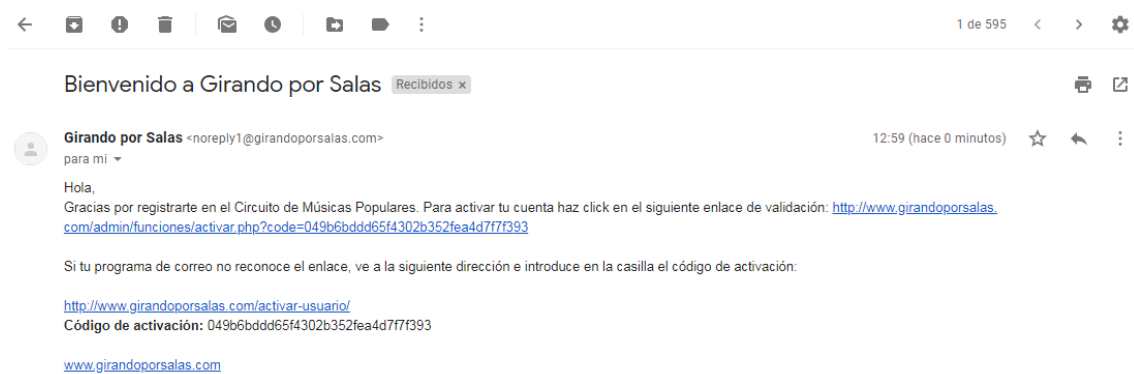 1 de 595
Bienvenido a Girando por Salas Recibidos x
Girando por Salas <noreply1@girandoporsalas.com> 12:59 (hace 0 minutos)
para mi
Hola,
Gracias por registrarte en el Circuito de Músicas Populares. Para activar tu cuenta haz click en el siguiente enlace de validación: http://www.girandoporsalas.
com/admin/funciones/activar.php?code=049b6bddd65f4302b352fea4d7f7f393
Si tu programa de correo no reconoce el enlace, ve a la siguiente dirección e introduce en la casilla el código de activación:
http://www.girandoporsalas.com/activar-usuario/
Código de activación: 049b6bddd65f4302b352fea4d7f7f393
www.girandoporsalas.com